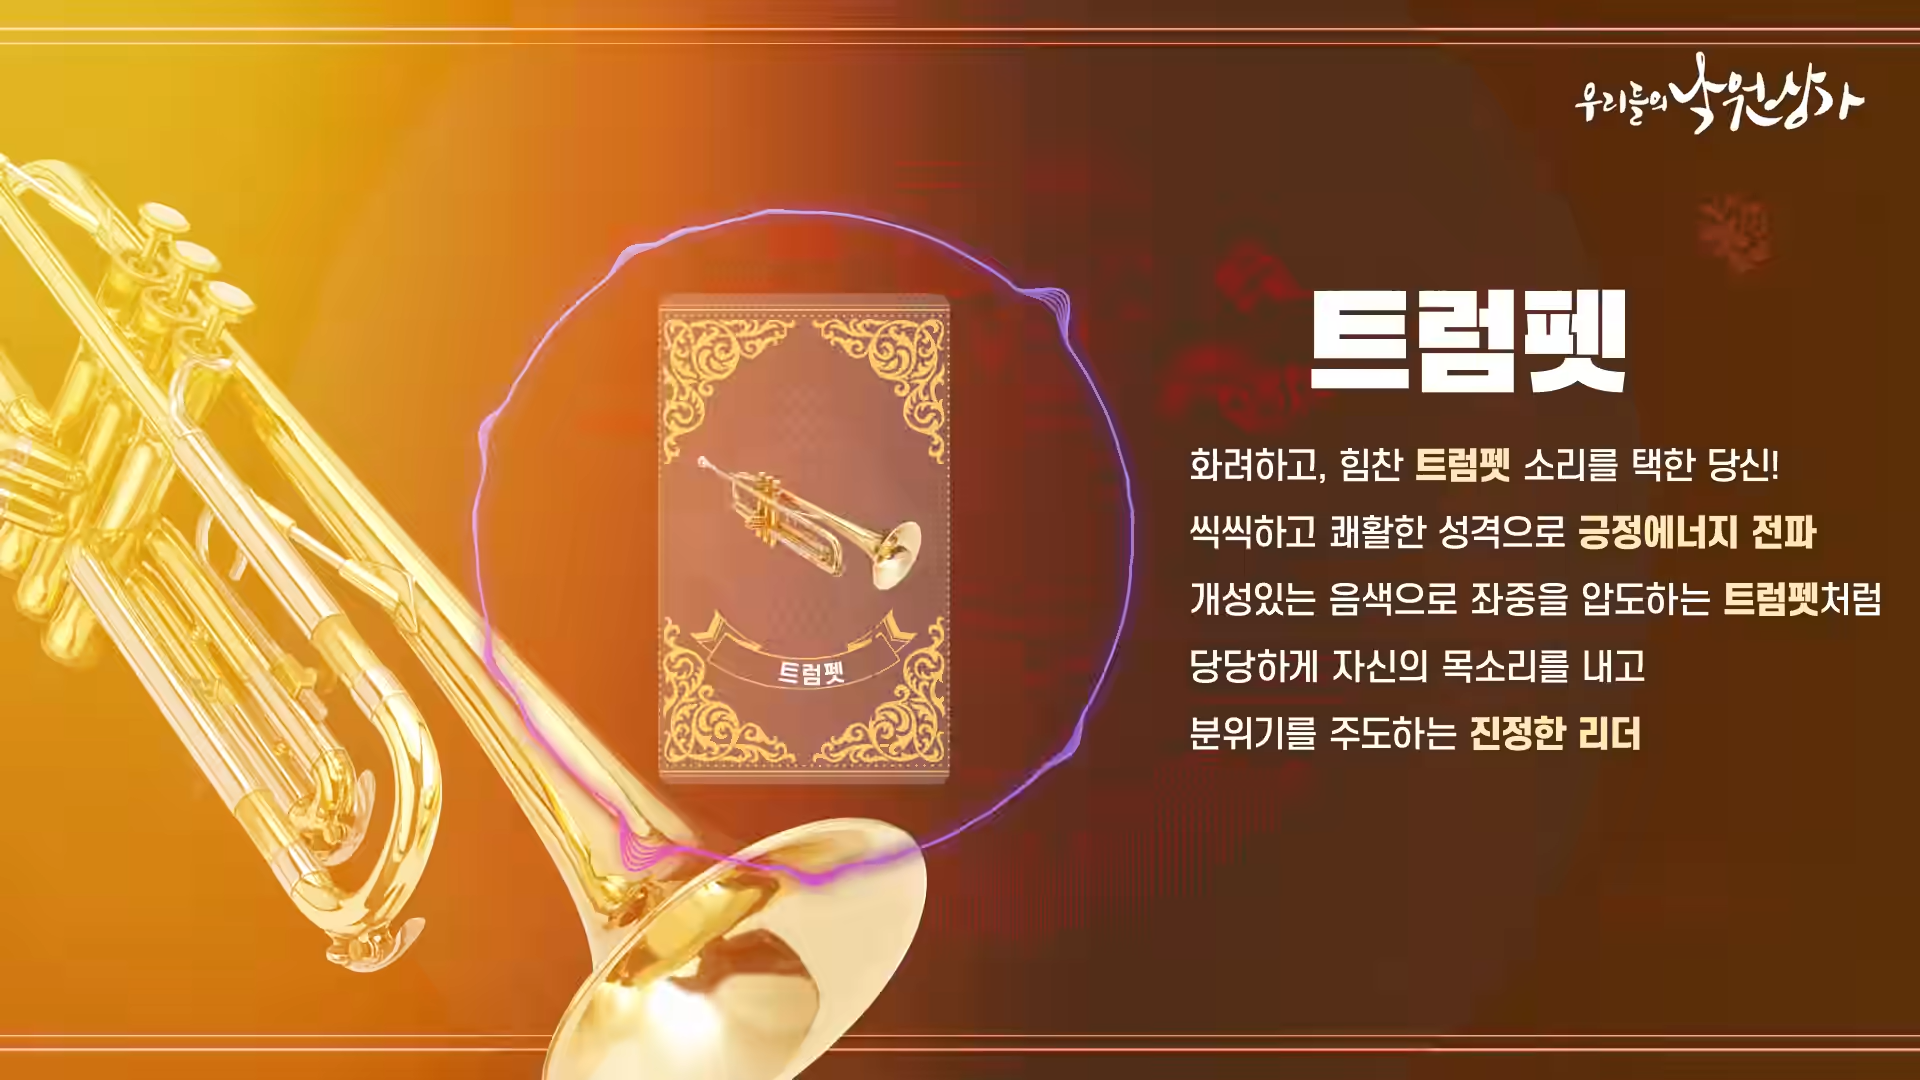 우리들의 낙원상가
트럼펫
화려하고, 힘찬 트럼펫 소리를 택한 당신!
씩씩하고 쾌활한 성격으로 긍정에너지 전파
개성있는 음색으로 좌중을 압도하는 트럼펫처럼
당당하게 자신의 목소리를 내고
분위기를 주도하는 진정한 리더
트럼펫